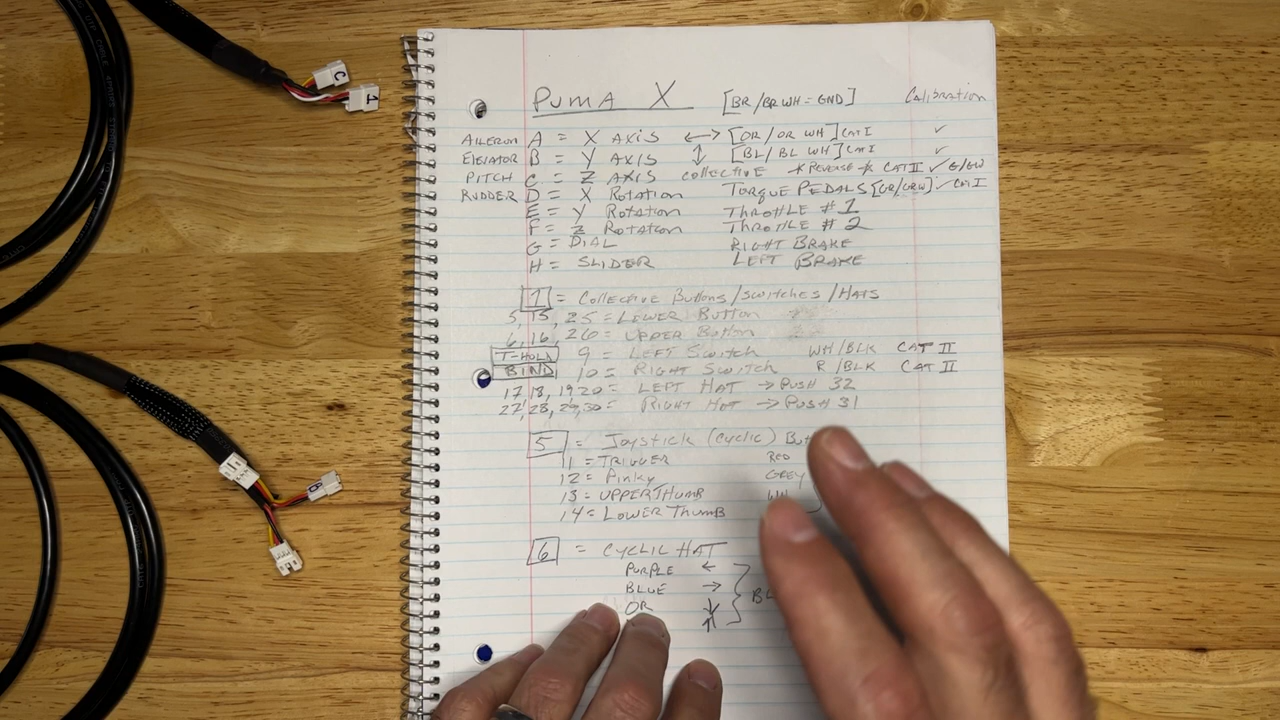 PUMA X [BR/BRWH = GND] Calibration
AILERON A = X AXIS ↔ [OR/OR WH] CAT I ✓
ELEVATOR B = Y AXIS ↕ [BL/BL WH] CAT I ✓
PITCH C = Z AXIS collective *REVERSE* CAT II ✓ G/GW
RUDDER D = X Rotation TORQUE PEDALS [GR/GRW] ✓ CAT I
E = Y Rotation THROTTLE #1
F = Z Rotation THROTTLE #2
G = DIAL RIGHT BRAKE
H = SLIDER LEFT BRAKE
1 = Collective Buttons/Switches/HATS
5, 15, 25 = LOWER Button
6, 16, 26 = UPPER Button
T-HOLD 9 = LEFT Switch WH/BLK CAT II
BIND 10 = RIGHT Switch R/BLK CAT II
17, 18, 19, 20 = LEFT HAT → PUSH 32
27, 28, 29, 30 = RIGHT HAT → PUSH 31
5 = Joystick (cyclic)
11 = TRIGGER RED
12 = Pinky GREY
13 = UPPER THUMB
14 = LOWER THUMB
6 = CYCLIC HAT
PURPLE ←
BLUE →
OR ↓
↑
C
1